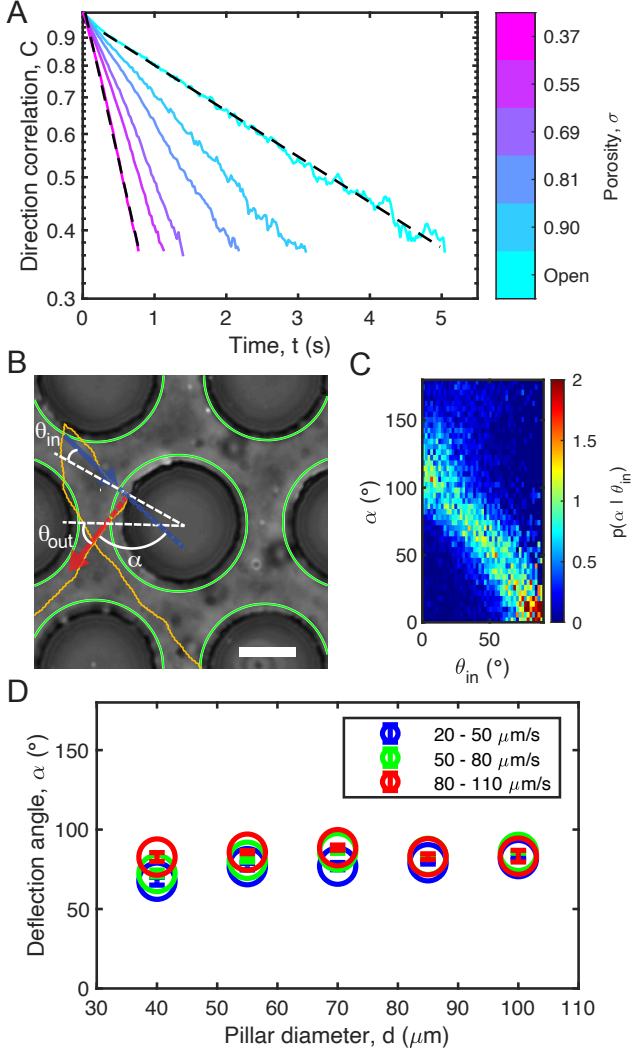 A
Direction correlation, C
0.9
0.8
0.7
0.6
0.5
0.4
0.3
0
1
2
3
4
5
Time, t (s)
0.37
0.55
0.69
0.81
0.90
Open
Porosity, σ
B
θin
θout
α
C
α (°)
150
100
50
0
0
50
θin (°)
2
1.5
1
0.5
0
p(α | θin)
D
Deflection angle, α (°)
150
100
50
0
30
40
50
60
70
80
90
100
110
Pillar diameter, d (μm)
20 - 50 μm/s
50 - 80 μm/s
80 - 110 μm/s